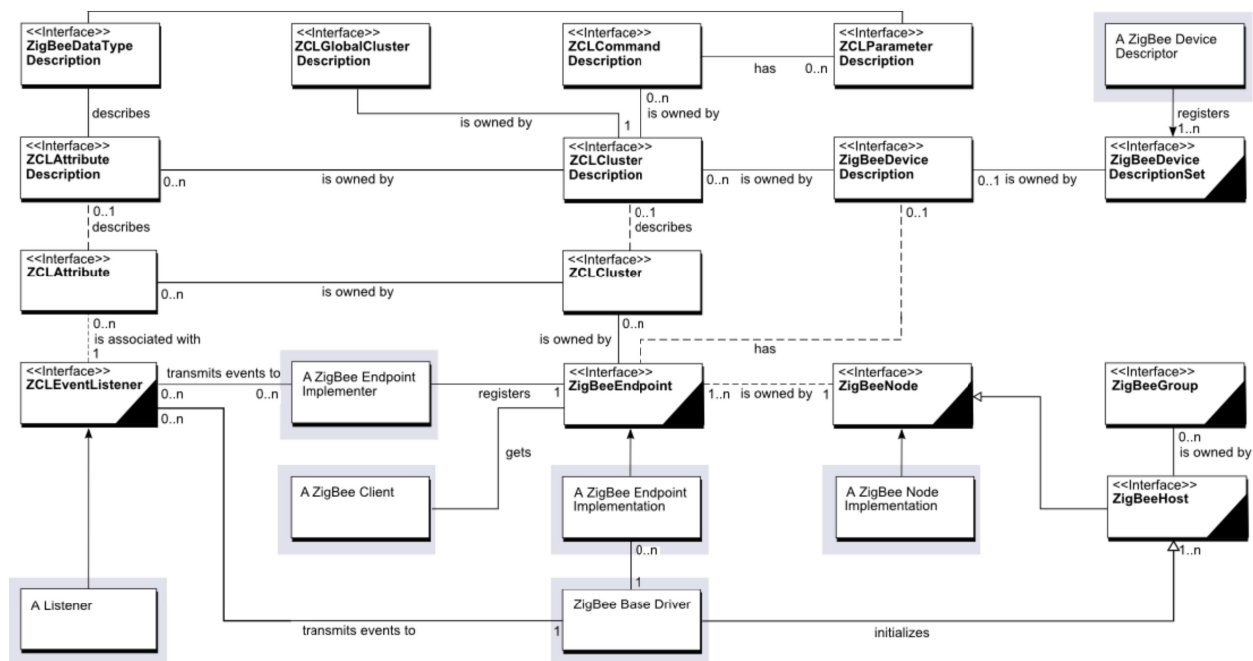 <<Interface>>
ZigBeeDataType
Description
<<Interface>>
ZCLGlobalCluster
Description
<<Interface>>
ZCLCommand
Description
has
0..n
<<Interface>>
ZCLParameter
Description
A ZigBee Device
Descriptor
describes
is owned by
0..n
is owned by
1
registers
1..n
<<Interface>>
ZCLAttribute
Description
0..n
is owned by
<<Interface>>
ZCLCluster
Description
0..n
is owned by
<<Interface>>
ZigBeeDevice
Description
0..1
is owned by
<<Interface>>
ZigBeeDevice
DescriptionSet
0..1
describes
0..1
describes
0..1
<<Interface>>
ZCLAttribute
0..n
is owned by
<<Interface>>
ZCLCluster
0..n
is associated with
1
0..n
is owned by
has
<<Interface>>
ZCLEventListener
transmits events to
0..n
0..n
0..n
A ZigBee Endpoint
Implementer
registers
1
<<Interface>>
ZigBeeEndpoint
1..n
is owned by
1
<<Interface>>
ZigBeeNode
<<Interface>>
ZigBeeGroup
0..n
is owned by
gets
A ZigBee Client
A ZigBee Endpoint
Implementation
A ZigBee Node
Implementation
<<Interface>>
ZigBeeHost
0..n
1
1..n
A Listener
transmits events to
1
ZigBee Base Driver
initializes